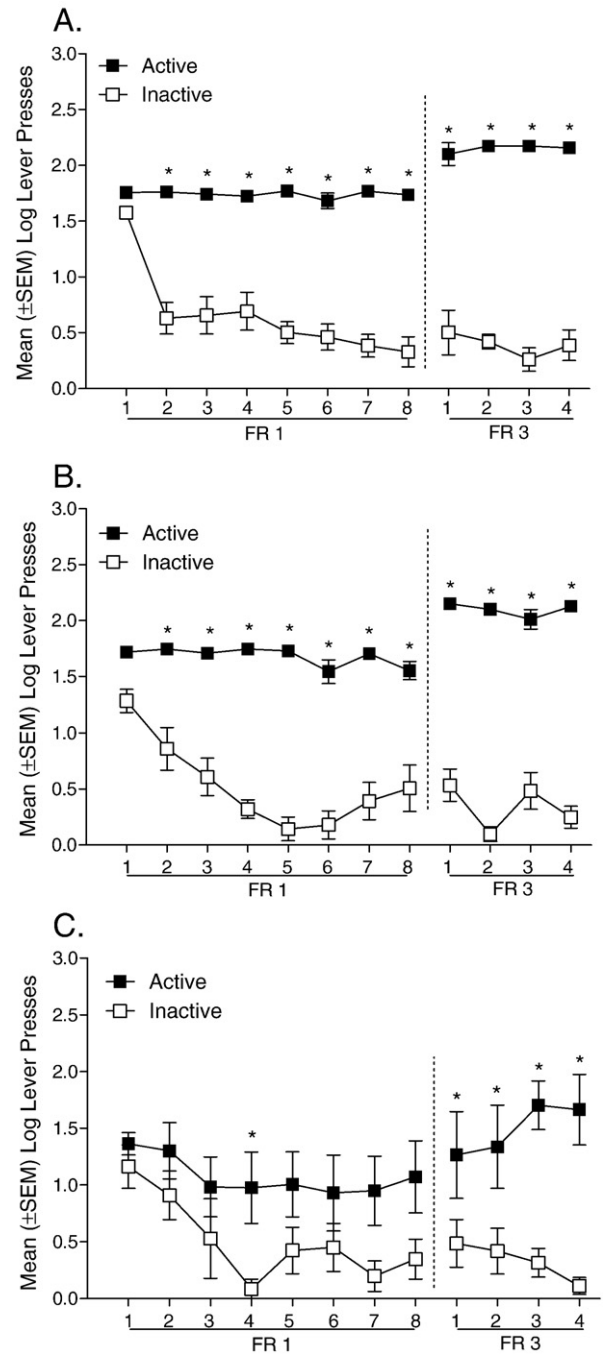 A.
Mean (±SEM) Log Lever Presses
3.0
2.5
2.0
1.5
1.0
0.5
0.0
Active
Inactive
* * * * * * *
* * * *
1 2 3 4 5 6 7 8 1 2 3 4
FR 1 FR 3
B.
Mean (±SEM) Log Lever Presses
3.0
2.5
2.0
1.5
1.0
0.5
0.0
Active
Inactive
* * * * * * *
* * * *
1 2 3 4 5 6 7 8 1 2 3 4
FR 1 FR 3
C.
Mean (±SEM) Log Lever Presses
3.0
2.5
2.0
1.5
1.0
0.5
0.0
Active
Inactive
*
* * * *
1 2 3 4 5 6 7 8 1 2 3 4
FR 1 FR 3